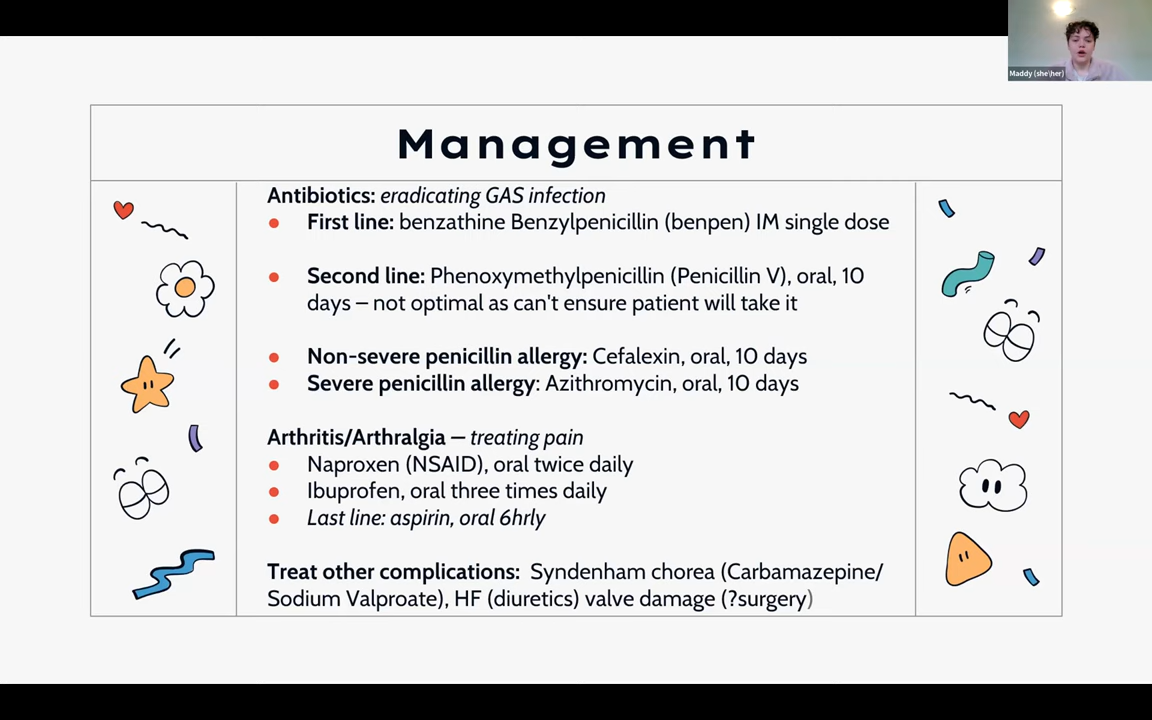 Maddy (she\her)
Management
Antibiotics: eradicating GAS infection
● First line: benzathine Benzylpenicillin (benpen) IM single dose
● Second line: Phenoxymethylpenicillin (Penicillin V), oral, 10
days – not optimal as can't ensure patient will take it
● Non-severe penicillin allergy: Cefalexin, oral, 10 days
● Severe penicillin allergy: Azithromycin, oral, 10 days
Arthritis/Arthralgia – treating pain
● Naproxen (NSAID), oral twice daily
● Ibuprofen, oral three times daily
● Last line: aspirin, oral 6hrly
Treat other complications: Syndenham chorea (Carbamazepine/
Sodium Valproate), HF (diuretics) valve damage (?surgery)